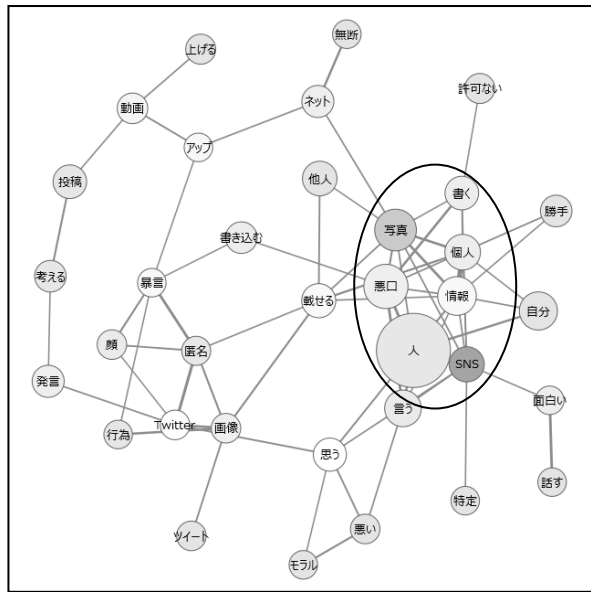 無断
上げる
許可ない
ネット
動画
アップ
他人
投稿
書く
勝手
写真
書き込む
個人
考える
暴言
悪口
情報
載せる
自分
顔
匿名
人
SNS
発言
面白い
言う
行為
Twitter
画像
思う
話す
特定
悪い
ツイート
モラル